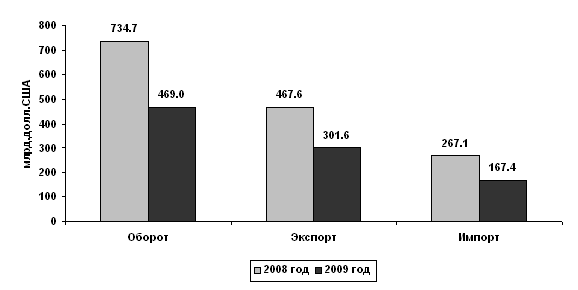 млрд.долл.США
800
700
600
500
400
300
200
100
0
734.7
469.0
467.6
301.6
267.1
167.4
Оборот
Экспорт
Импорт
2008 год
2009 год